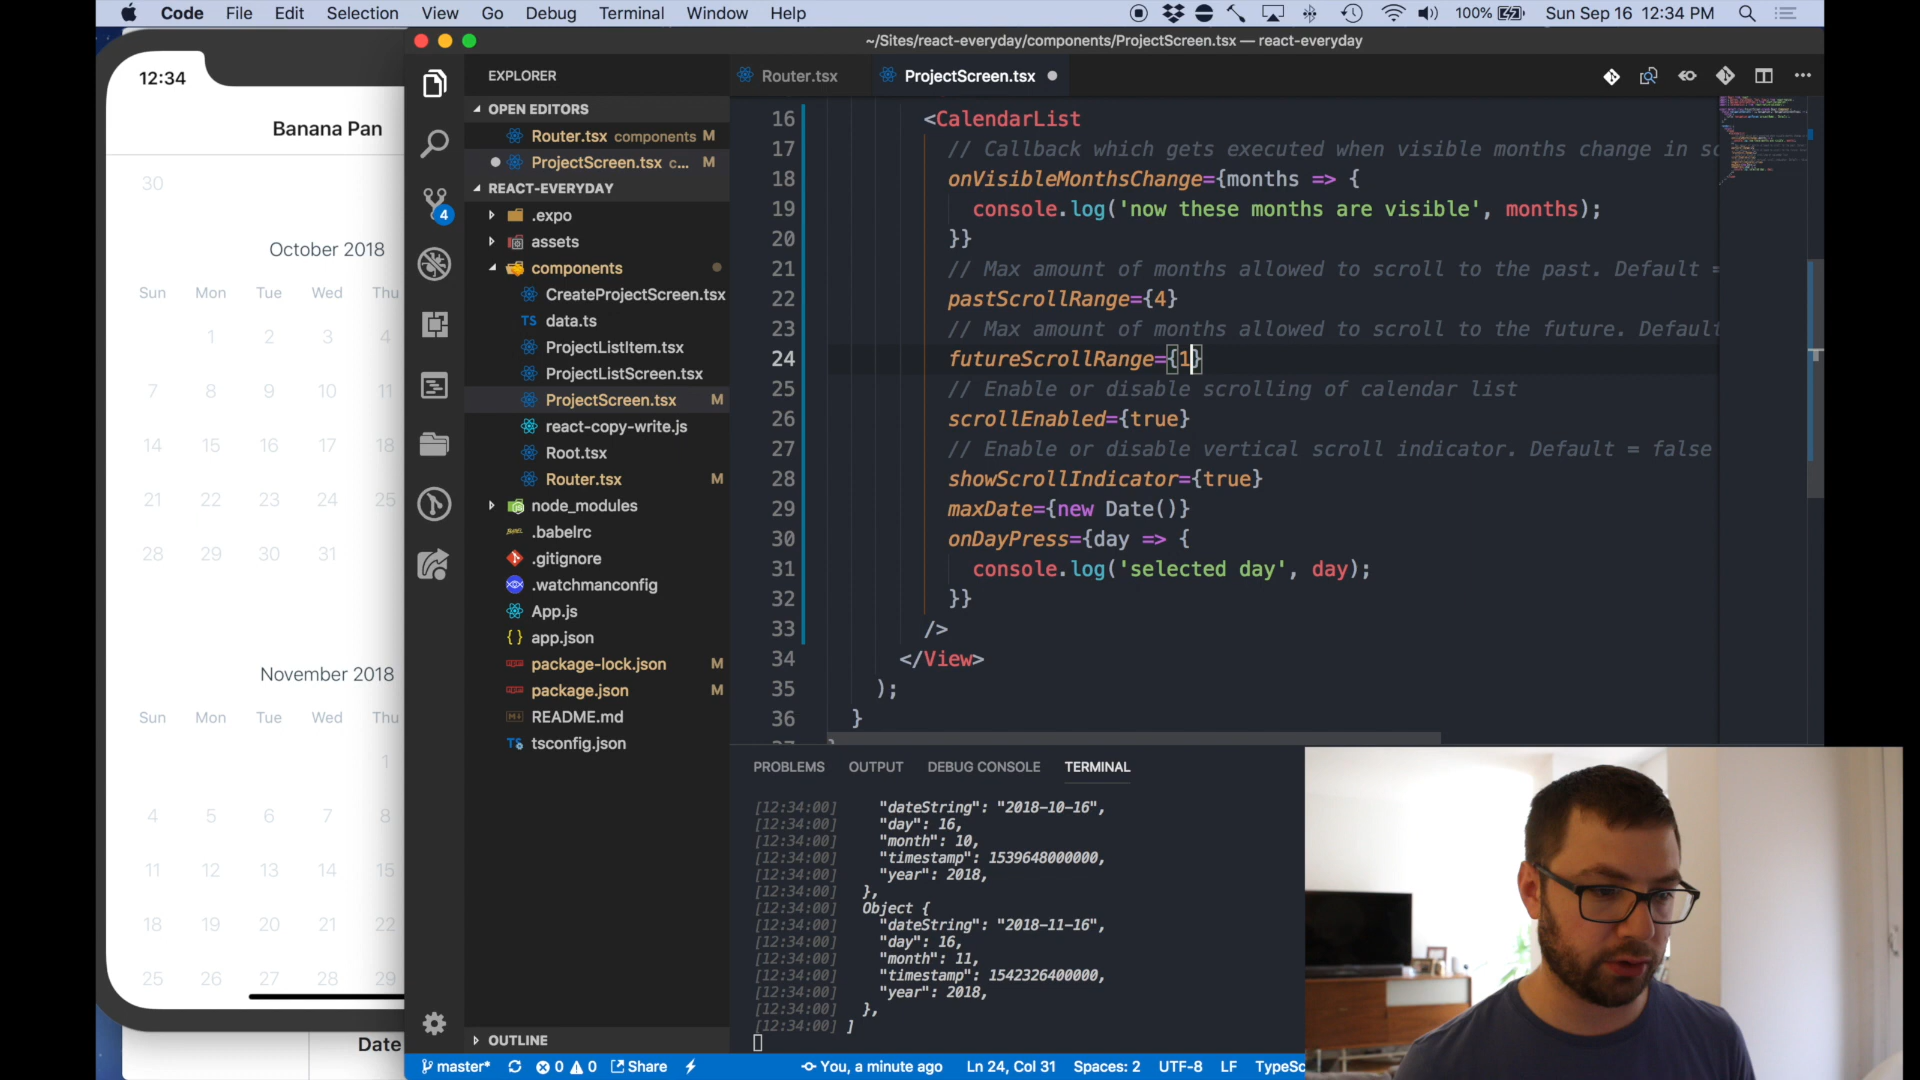 Code File Edit Selection View Go Debug Terminal Window Help
100% Sun Sep 16 12:34 PM
~/Sites/react-everyday/components/ProjectScreen.tsx — react-everyday
12:34
Banana Pan
30
October 2018
Sun Mon Tue Wed Thu
1 2 3 4
7 8 9 10 11
14 15 16 17 18
21 22 23 24 25
28 29 30 31
November 2018
Sun Mon Tue Wed Thu
1
4 5 6 7 8
11 12 13 14 15
18 19 20 21 22
25 26 27 28 29
Date
EXPLORER
OPEN EDITORS
Router.tsx components M
ProjectScreen.tsx c... M
REACT-EVERYDAY
.expo
assets
components
CreateProjectScreen.tsx
TS data.ts
ProjectListItem.tsx
ProjectListScreen.tsx
ProjectScreen.tsx M
react-copy-write.js
Root.tsx
Router.tsx M
node_modules
.babelrc
.gitignore
.watchmanconfig
App.js
{} app.json
package-lock.json M
package.json M
README.md
tsconfig.json
OUTLINE
4
Router.tsx ProjectScreen.tsx
16 <CalendarList
17 // Callback which gets executed when visible months change in sc
18 onVisibleMonthsChange={months => {
19 console.log('now these months are visible', months);
20 }}
21 // Max amount of months allowed to scroll to the past. Default =
22 pastScrollRange={4}
23 // Max amount of months allowed to scroll to the future. Default
24 futureScrollRange={1}
25 // Enable or disable scrolling of calendar list
26 scrollEnabled={true}
27 // Enable or disable vertical scroll indicator. Default = false
28 showScrollIndicator={true}
29 maxDate={new Date()}
30 onDayPress={day => {
31 console.log('selected day', day);
32 }}
33 />
34 </View>
35 );
36 }
PROBLEMS OUTPUT DEBUG CONSOLE TERMINAL
[12:34:00] "dateString": "2018-10-16",
[12:34:00] "day": 16,
[12:34:00] "month": 10,
[12:34:00] "timestamp": 1539648000000,
[12:34:00] "year": 2018,
[12:34:00] },
[12:34:00] Object {
[12:34:00] "dateString": "2018-11-16",
[12:34:00] "day": 16,
[12:34:00] "month": 11,
[12:34:00] "timestamp": 1542326400000,
[12:34:00] "year": 2018,
[12:34:00] },
[12:34:00] ]
master* 0 0 Share You, a minute ago Ln 24, Col 31 Spaces: 2 UTF-8 LF TypeSc